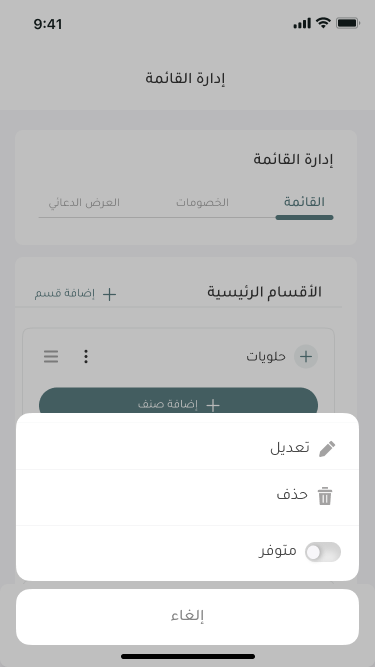 9:41
إدارة القائمة
إدارة القائمة
القائمة
الخصومات
العرض الدعائي
الأقسام الرئيسية
إضافة قسم
حلويات
إضافة صنف
تعديل
حذف
متوفر
إلغاء